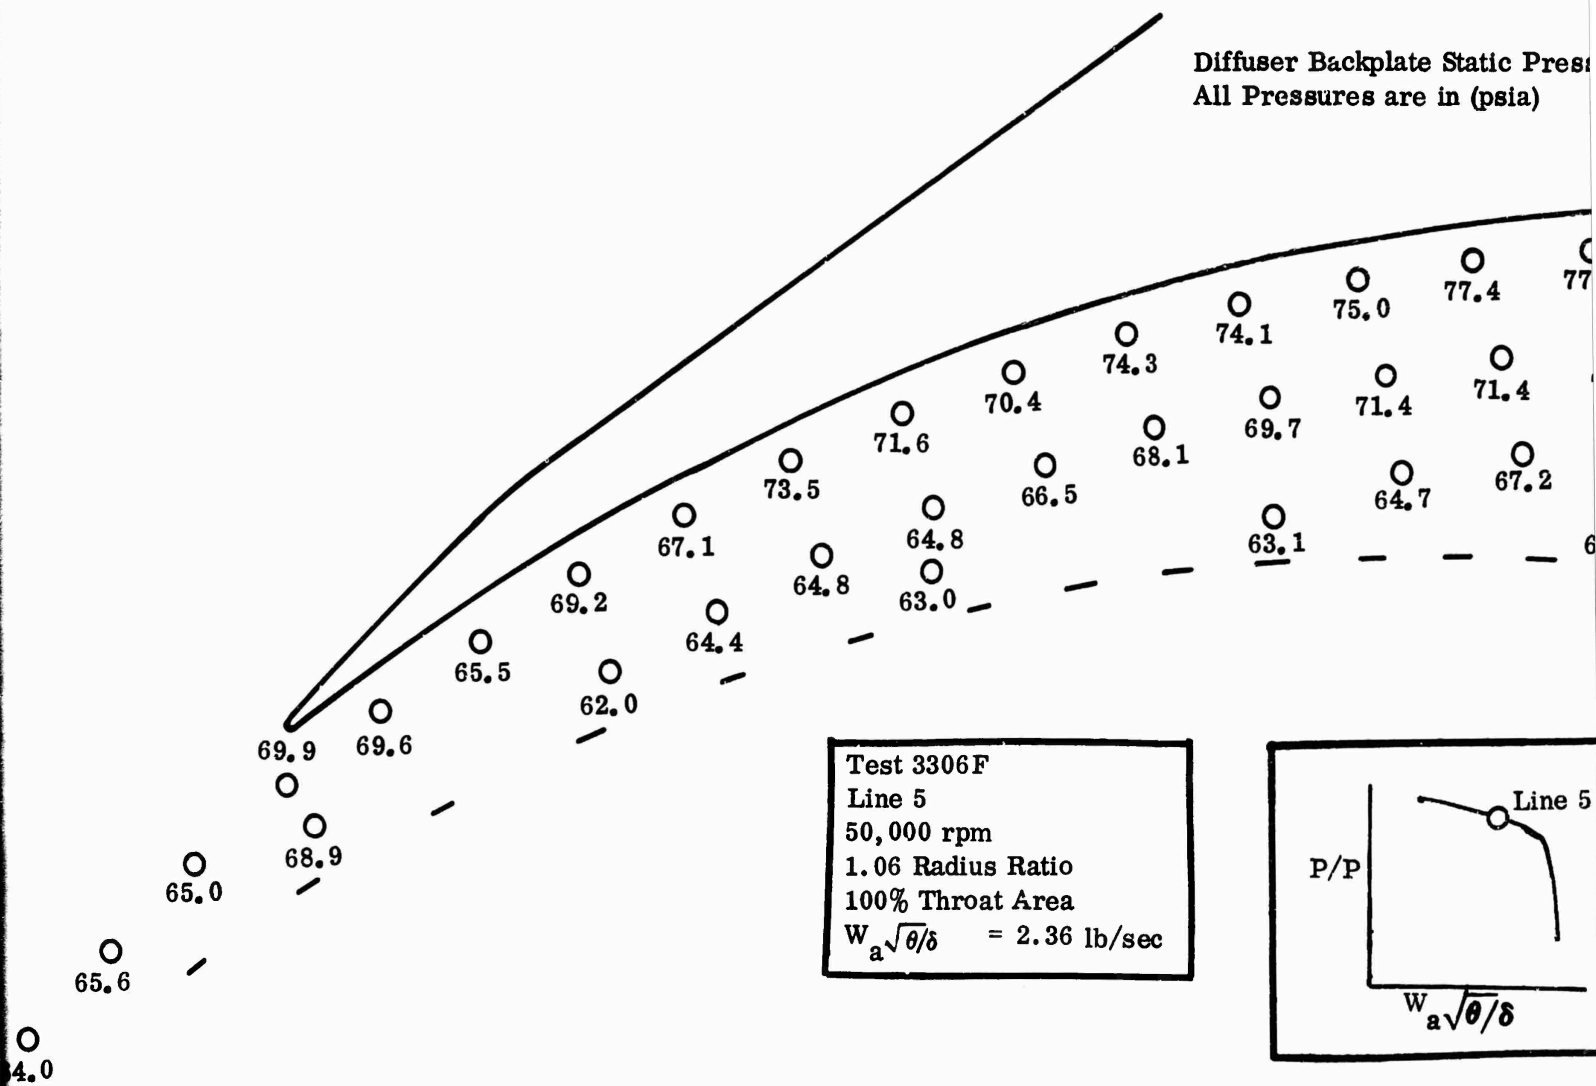 Diffuser Backplate Static
All Pressures are in (psia)
77.4
75.0
74.1
74.3
71.4
71.4
70.4
69.7
71.6
68.1
67.2
73.5
66.5
64.7
67.1
64.8
63.1
69.2
64.8
63.0
65.5
64.4
62.0
69.9
69.6
68.9
65.0
65.6
Test 3306F
Line 5
50,000 rpm
1.06 Radius Ratio
100% Throat Area
Wa√θ/δ = 2.36 lb/sec
Line 5
P/P
Wa√θ/δ